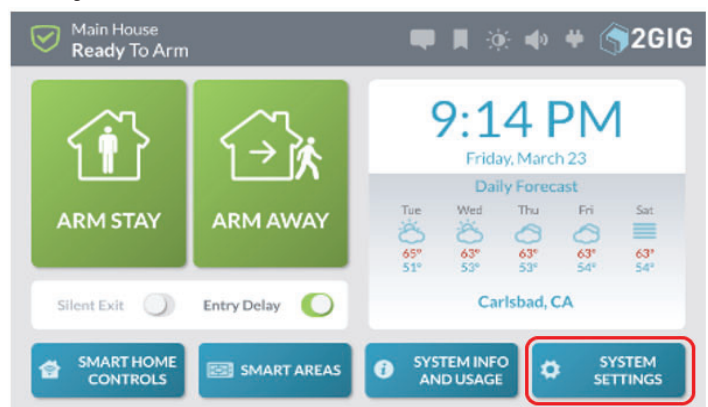 Main House
Ready To Arm
2GIG
ARM STAY
ARM AWAY
9:14 PM
Friday, March 23
Daily Forecast
Tue Wed Thu Fri Sat
65° 63° 63° 63° 63°
51° 53° 53° 54° 54°
Carlsbad, CA
Silent Exit
Entry Delay
SMART HOME
CONTROLS
SMART AREAS
SYSTEM INFO
AND USAGE
SYSTEM
SETTINGS